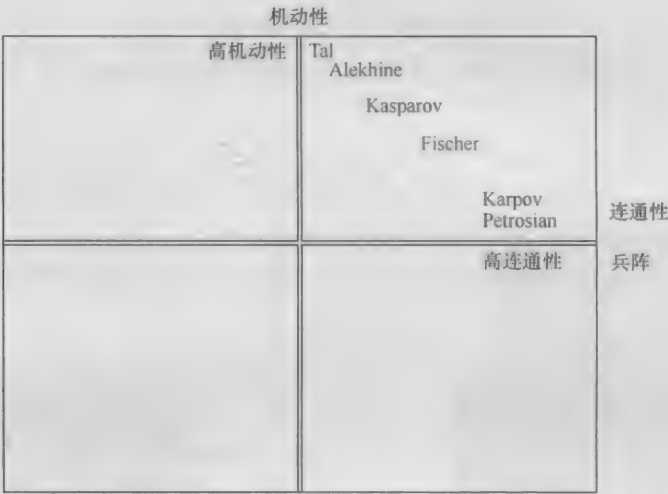 机动性
高机动性 Tal
Alekhine
Kasparov
Fischer
Karpov
Petrosian 连通性
高连通性 兵阵